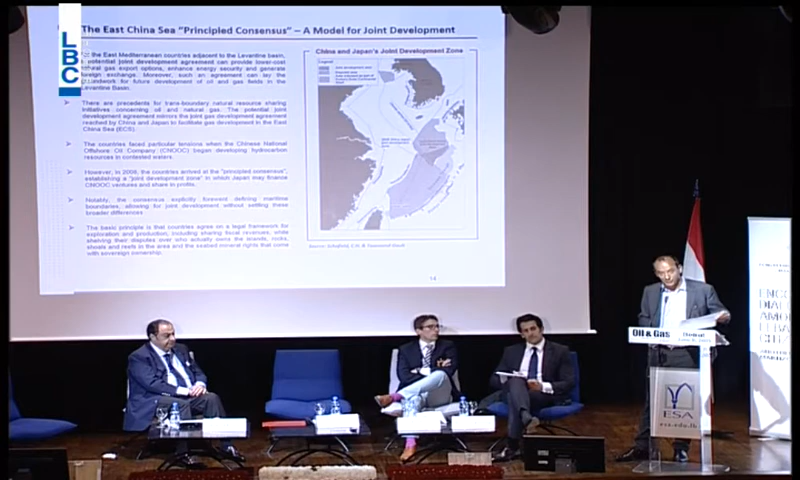 The East China Sea "Principled Consensus" – A Model for Joint Development
LBC
the East Mediterranean countries adjacent to the Levantine basin,
potential joint development agreement can provide lower-cost
gas export options, enhance energy security and generate
foreign exchange. Moreover, such an agreement can lay the
groundwork for future development of oil and gas fields in the
Levantine Basin.
There are precedents for trans-boundary natural resource sharing
initiatives concerning oil and natural gas. The potential joint
development agreement mirrors the joint gas development agreement
reached by China and Japan to facilitate gas development in the East
China Sea (ECS).
The countries faced particular tensions when the Chinese National
Offshore Oil Company (CNOOC) began developing hydrocarbon
resources in contested waters.
However, in 2008, the countries arrived at the "principled consensus",
establishing a "joint development zone" in which Japan may finance
CNOOC ventures and share in profits.
Notably, the consensus explicitly forewent defining maritime
boundaries, allowing for joint development without settling these
broader differences
The basic principle is that countries agree on a legal framework for
exploration and production, including sharing fiscal revenues, while
shelving their disputes over who actually owns the islands, rocks,
shoals and reefs in the area and the seabed mineral rights that come
with sovereign ownership.
China and Japan's Joint Development Zone
Legend
14
Oil & Gas
ESA
esa.edu.lb